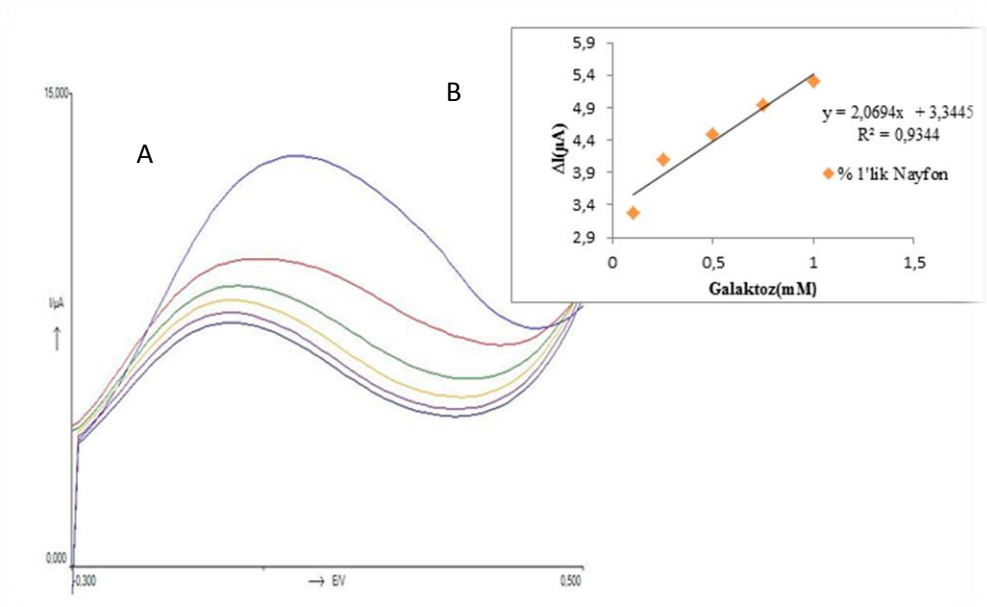 A
B
15,000
I/µA
0,000
-0,300
→ E/V
0,500
5,9
5,4
4,9
4,4
3,9
3,4
2,9
ΔI(µA)
0
0,5
1
1,5
Galaktoz(mM)
y = 2,0694x + 3,3445
R² = 0,9344
% 1'lik Nayfon